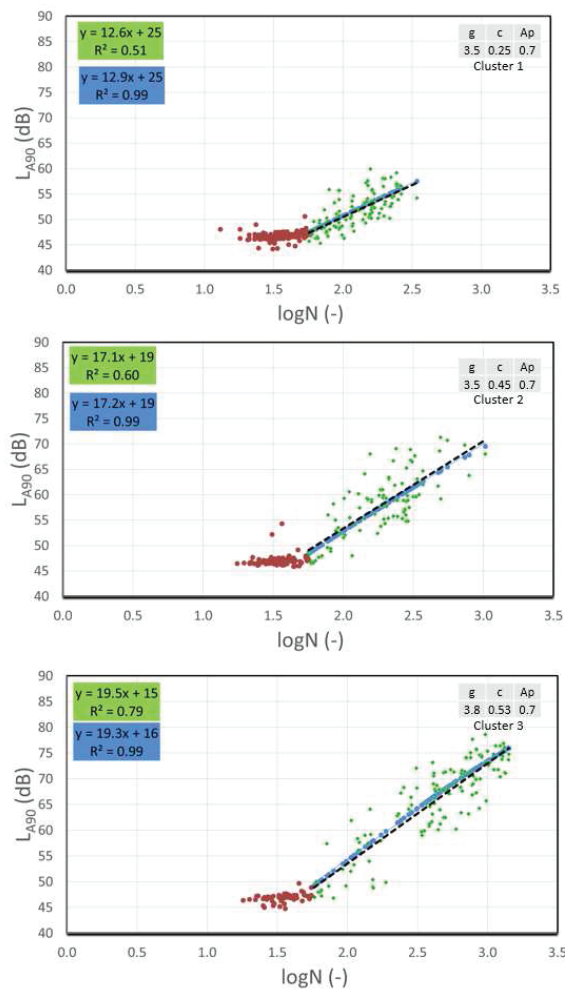 90
85
80
75
70
65
60
55
50
45
40
L_A90 (dB)
y = 12.6x + 25
R² = 0.51
y = 12.9x + 25
R² = 0.99
g c Ap
3.5 0.25 0.7
Cluster 1
0.0 0.5 1.0 1.5 2.0 2.5 3.0 3.5
logN (-)
90
85
80
75
70
65
60
55
50
45
40
L_A90 (dB)
y = 17.1x + 19
R² = 0.60
y = 17.2x + 19
R² = 0.99
g c Ap
3.5 0.45 0.7
Cluster 2
0.0 0.5 1.0 1.5 2.0 2.5 3.0 3.5
logN (-)
90
85
80
75
70
65
60
55
50
45
40
L_A90 (dB)
y = 19.5x + 15
R² = 0.79
y = 19.3x + 16
R² = 0.99
g c Ap
3.8 0.53 0.7
Cluster 3
0.0 0.5 1.0 1.5 2.0 2.5 3.0 3.5
logN (-)